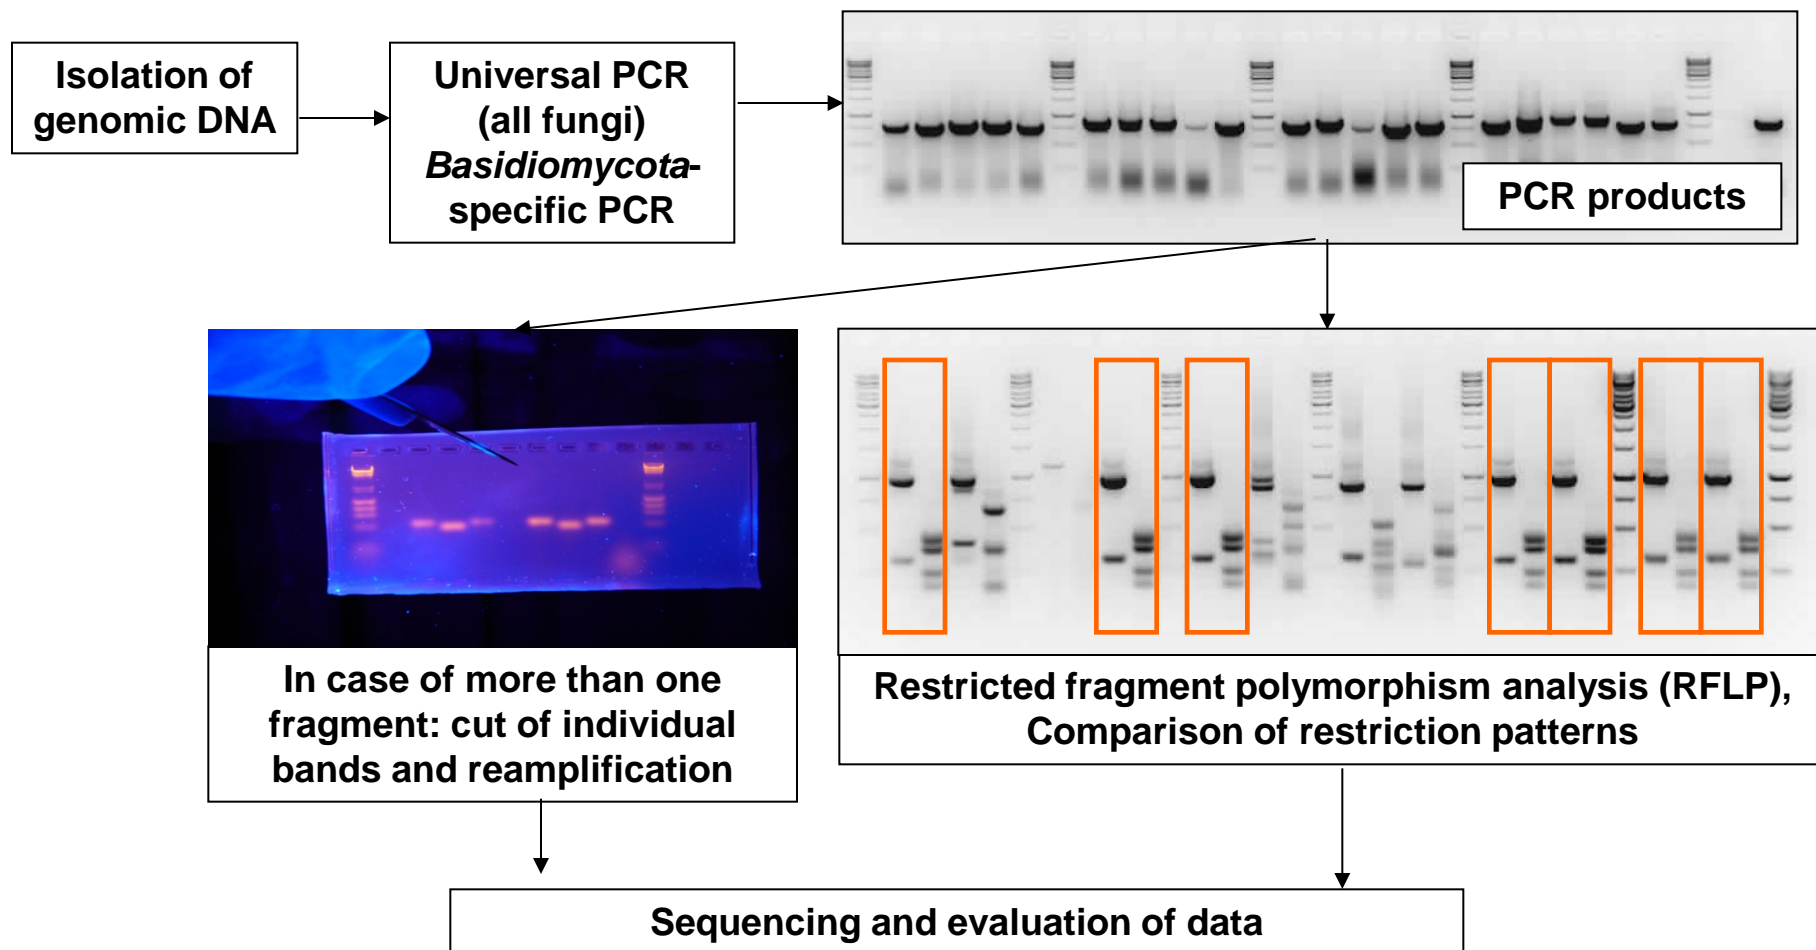 Isolation of
genomic DNA
Universal PCR
(all fungi)
Basidiomycota-
specific PCR
PCR products
In case of more than one
fragment: cut of individual
bands and reamplification
Restricted fragment polymorphism analysis (RFLP),
Comparison of restriction patterns
Sequencing and evaluation of data